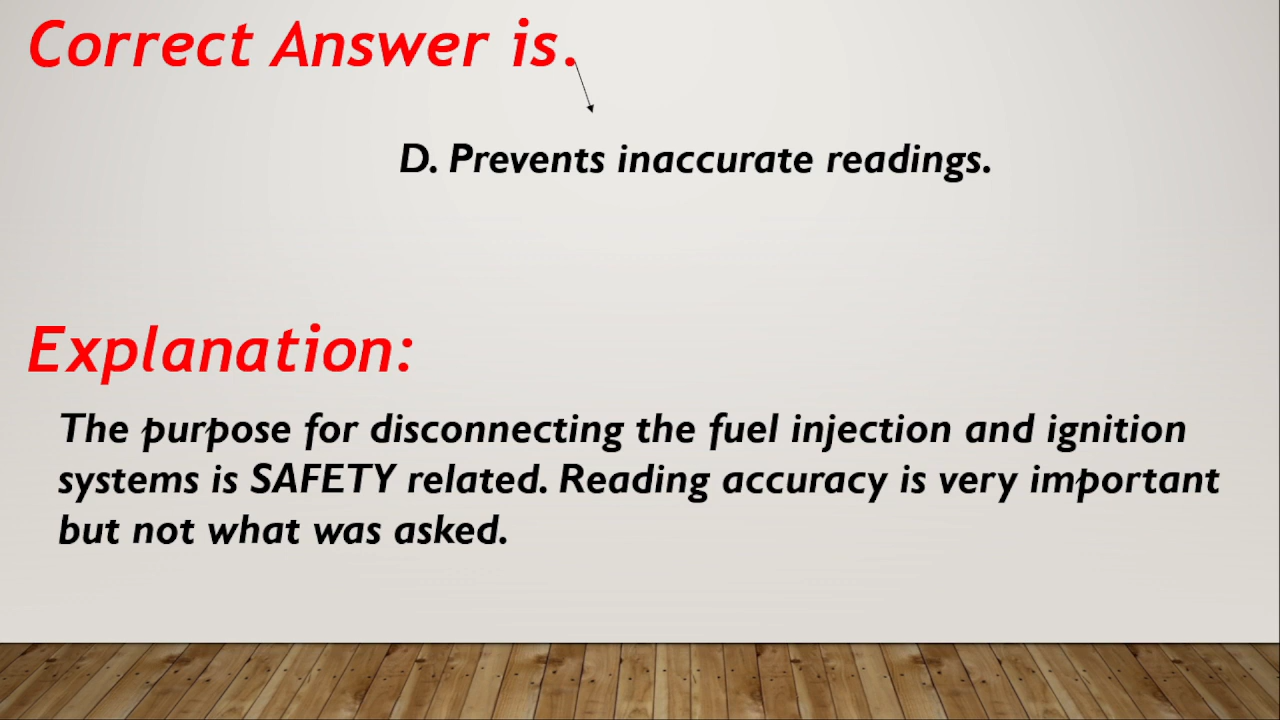 Correct Answer is.
D. Prevents inaccurate readings.
Explanation:
The purpose for disconnecting the fuel injection and ignition
systems is SAFETY related. Reading accuracy is very important
but not what was asked.